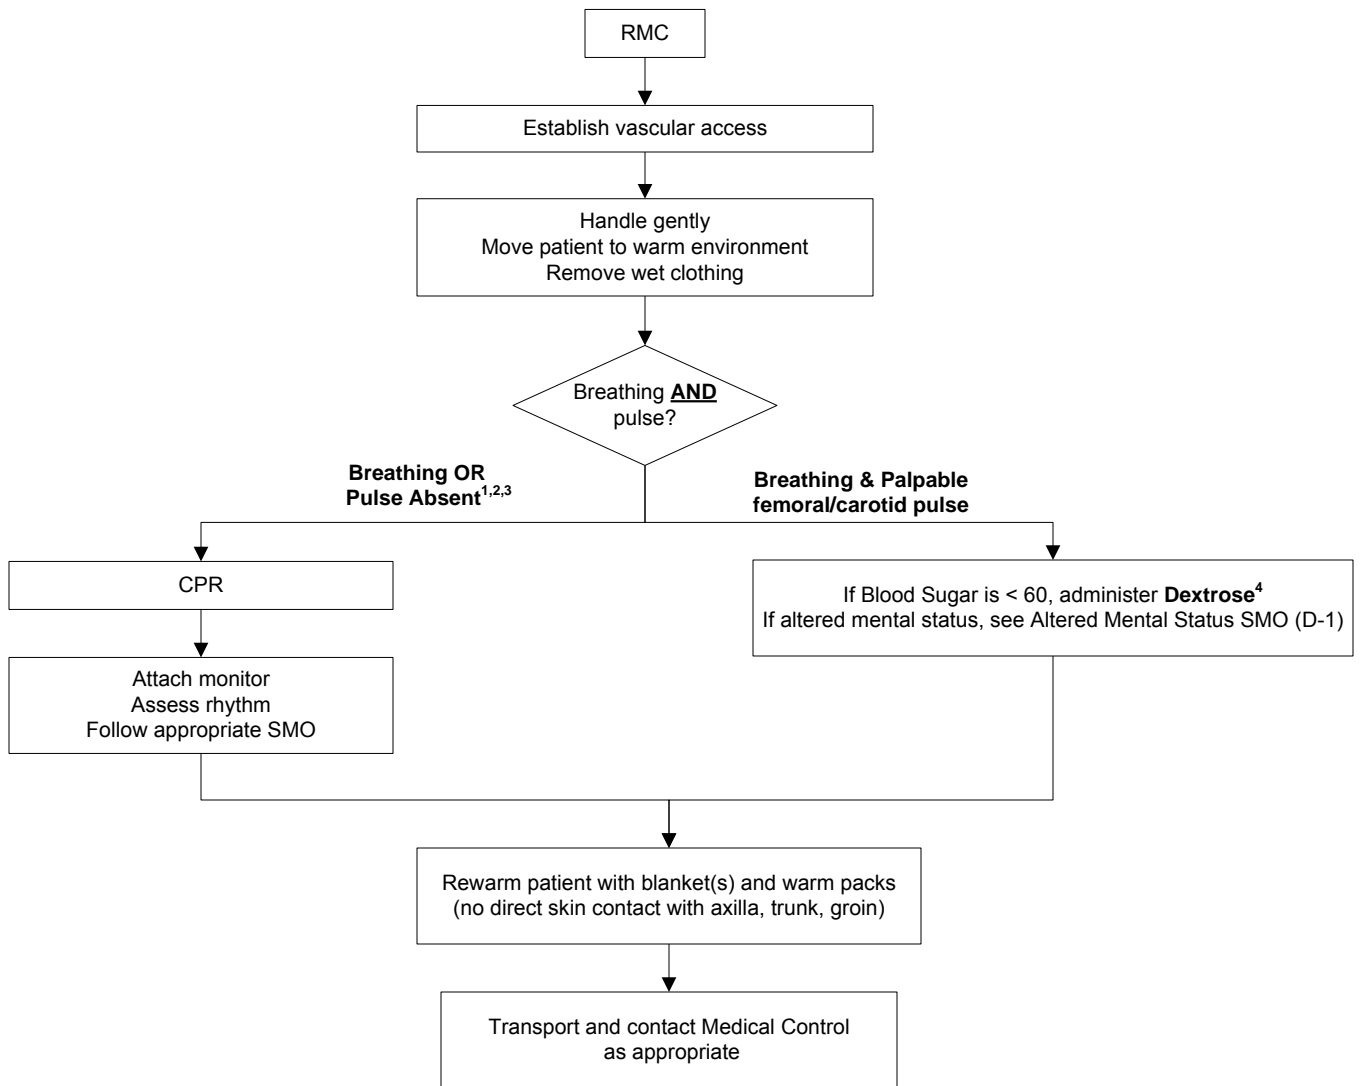 RMC
Establish vascular access
Handle gently
Move patient to warm environment
Remove wet clothing
Breathing AND
pulse?
Breathing OR
Pulse Absent1,2,3
Breathing & Palpable
femoral/carotid pulse
CPR
If Blood Sugar is < 60, administer Dextrose4
If altered mental status, see Altered Mental Status SMO (D-1)
Attach monitor
Assess rhythm
Follow appropriate SMO
Rewarm patient with blanket(s) and warm packs
(no direct skin contact with axilla, trunk, groin)
Transport and contact Medical Control
as appropriate